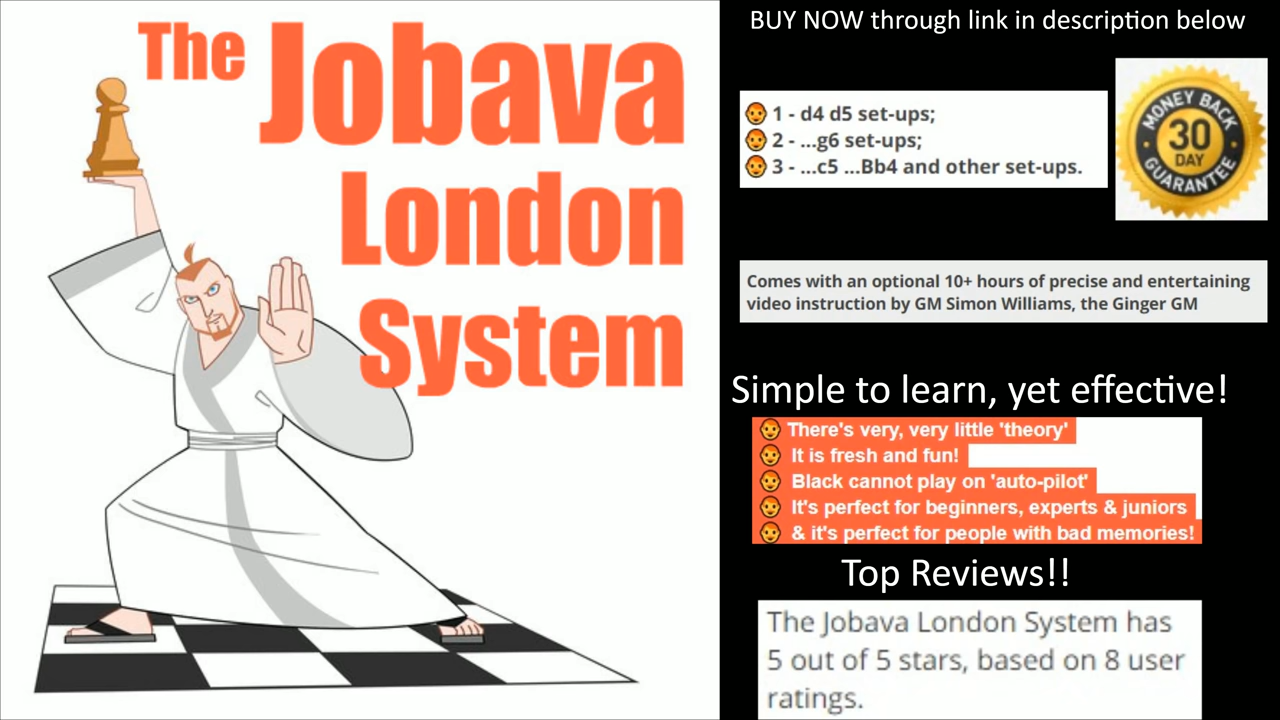 The Jobava
London
System
BUY NOW through link in description below
1 - d4 d5 set-ups;
2 - ...g6 set-ups;
3 - ...c5 ...Bb4 and other set-ups.
MONEY BACK
30
DAY
GUARANTEE
Comes with an optional 10+ hours of precise and entertaining
video instruction by GM Simon Williams, the Ginger GM
Simple to learn, yet effective!
There's very, very little 'theory'
It is fresh and fun!
Black cannot play on 'auto-pilot'
It's perfect for beginners, experts & juniors
& it's perfect for people with bad memories!
Top Reviews!!
The Jobava London System has
5 out of 5 stars, based on 8 user
ratings.